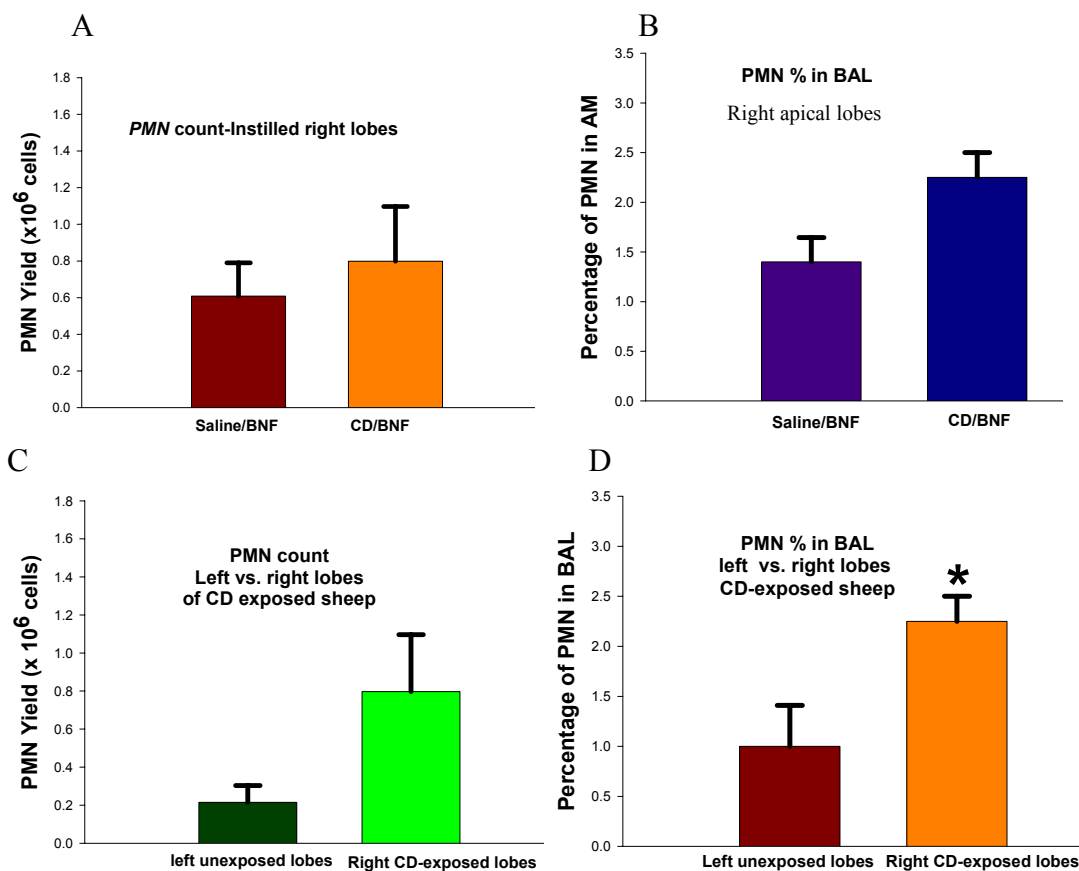 A
PMN Yield (x10⁶ cells)
1.8
1.6
1.4
1.2
1.0
0.8
0.6
0.4
0.2
0.0
PMN count-Instilled right lobes
Saline/BNF
CD/BNF
B
Percentage of PMN in AM
3.5
3.0
2.5
2.0
1.5
1.0
0.5
0.0
PMN % in BAL
Right apical lobes
Saline/BNF
CD/BNF
C
PMN Yield (x 10⁶ cells)
1.8
1.6
1.4
1.2
1.0
0.8
0.6
0.4
0.2
0.0
PMN count
Left vs. right lobes
of CD exposed sheep
left unexposed lobes
Right CD-exposed lobes
D
Percentage of PMN in BAL
3.5
3.0
2.5
2.0
1.5
1.0
0.5
0.0
PMN % in BAL
left vs. right lobes
CD-exposed sheep
*
Left unexposed lobes
Right CD-exposed lobes